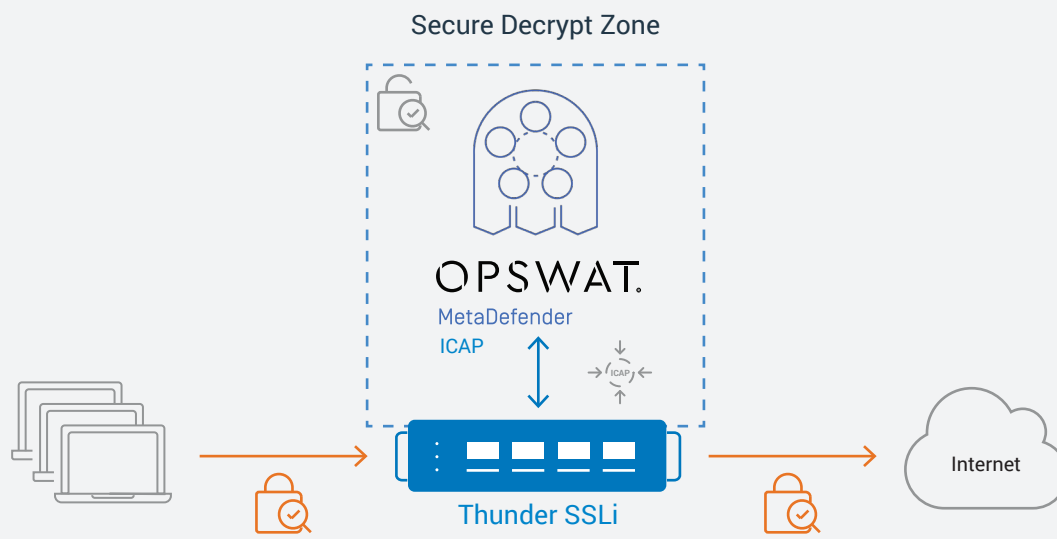 Secure Decrypt Zone
OPSWAT.
MetaDefender
ICAP
ICAP
Internet
Thunder SSLi